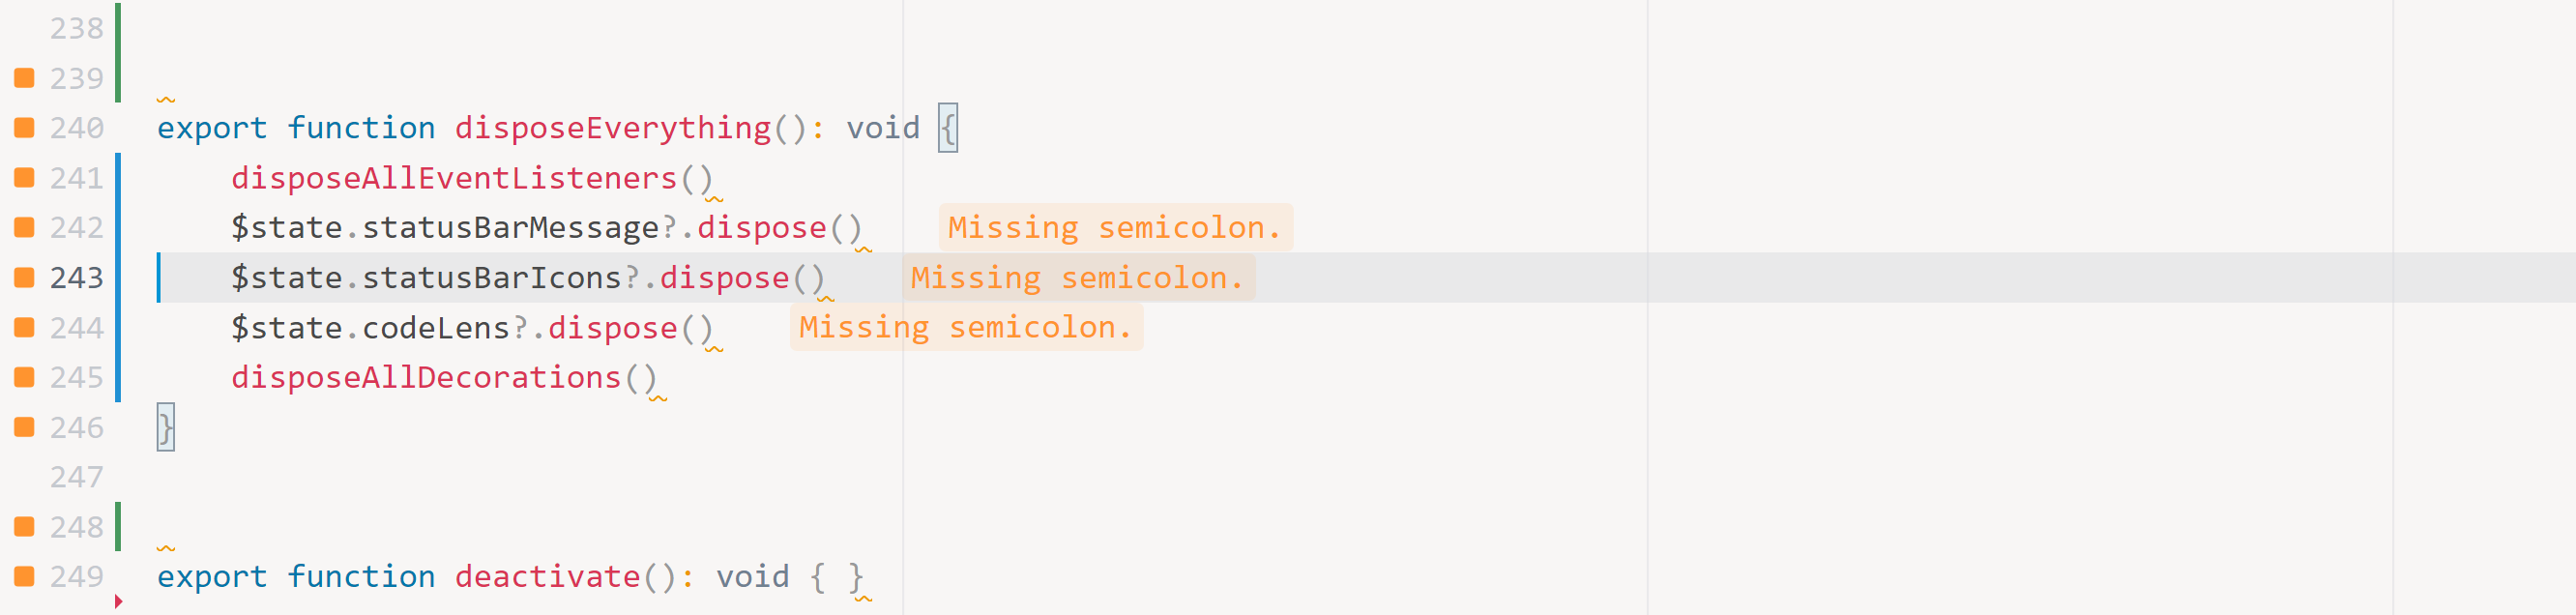 238
239
240 export function disposeEverything(): void {
241     disposeAllEventListeners()
242     $state.statusBarMessage?.dispose()    Missing semicolon.
243     $state.statusBarIcons?.dispose()    Missing semicolon.
244     $state.codeLens?.dispose()    Missing semicolon.
245     disposeAllDecorations()
246 }
247
248
249 export function deactivate(): void { }